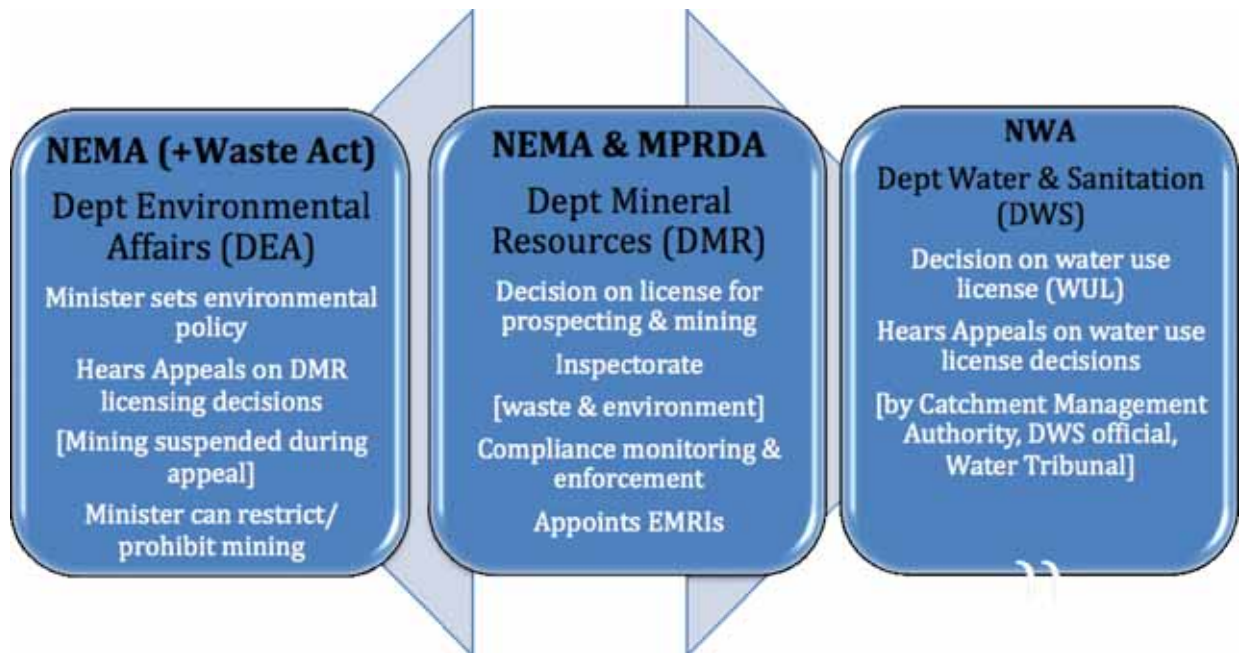 NEMA (+Waste Act)
Dept Environmental
Affairs (DEA)
Minister sets environmental
policy
Hears Appeals on DMR
licensing decisions
[Mining suspended during
appeal]
Minister can restrict/
prohibit mining
NEMA & MPRDA
Dept Mineral
Resources (DMR)
Decision on license for
prospecting & mining
Inspectorate
[waste & environment]
Compliance monitoring &
enforcement
Appoints EMRIs
NWA
Dept Water & Sanitation
(DWS)
Decision on water use
license (WUL)
Hears Appeals on water use
license decisions
[by Catchment Management
Authority, DWS official,
Water Tribunal]